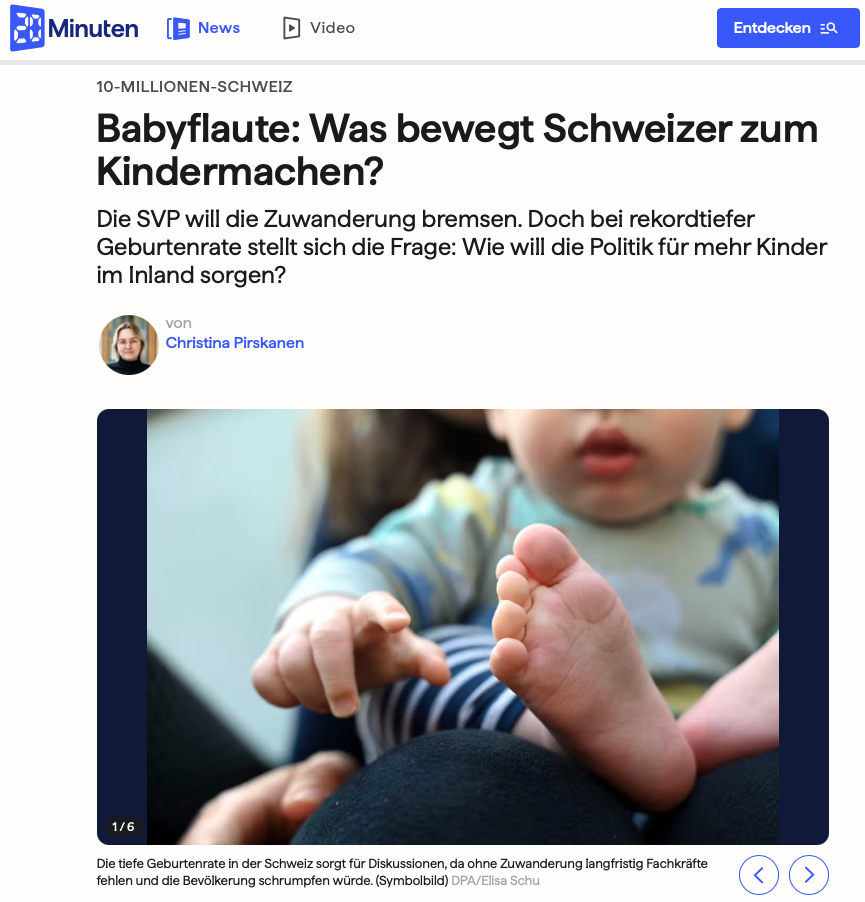 20 Minuten
News
Video
Entdecken
10-MILLIONEN-SCHWEIZ
Babyflaute: Was bewegt Schweizer zum
Kindermachen?
Die SVP will die Zuwanderung bremsen. Doch bei rekordtiefer
Geburtenrate stellt sich die Frage: Wie will die Politik für mehr Kinder
im Inland sorgen?
von
Christina Pirskanen
1 / 6
Die tiefe Geburtenrate in der Schweiz sorgt für Diskussionen, da ohne Zuwanderung langfristig Fachkräfte
fehlen und die Bevölkerung schrumpfen würde. (Symbolbild) DPA/Elisa Schu